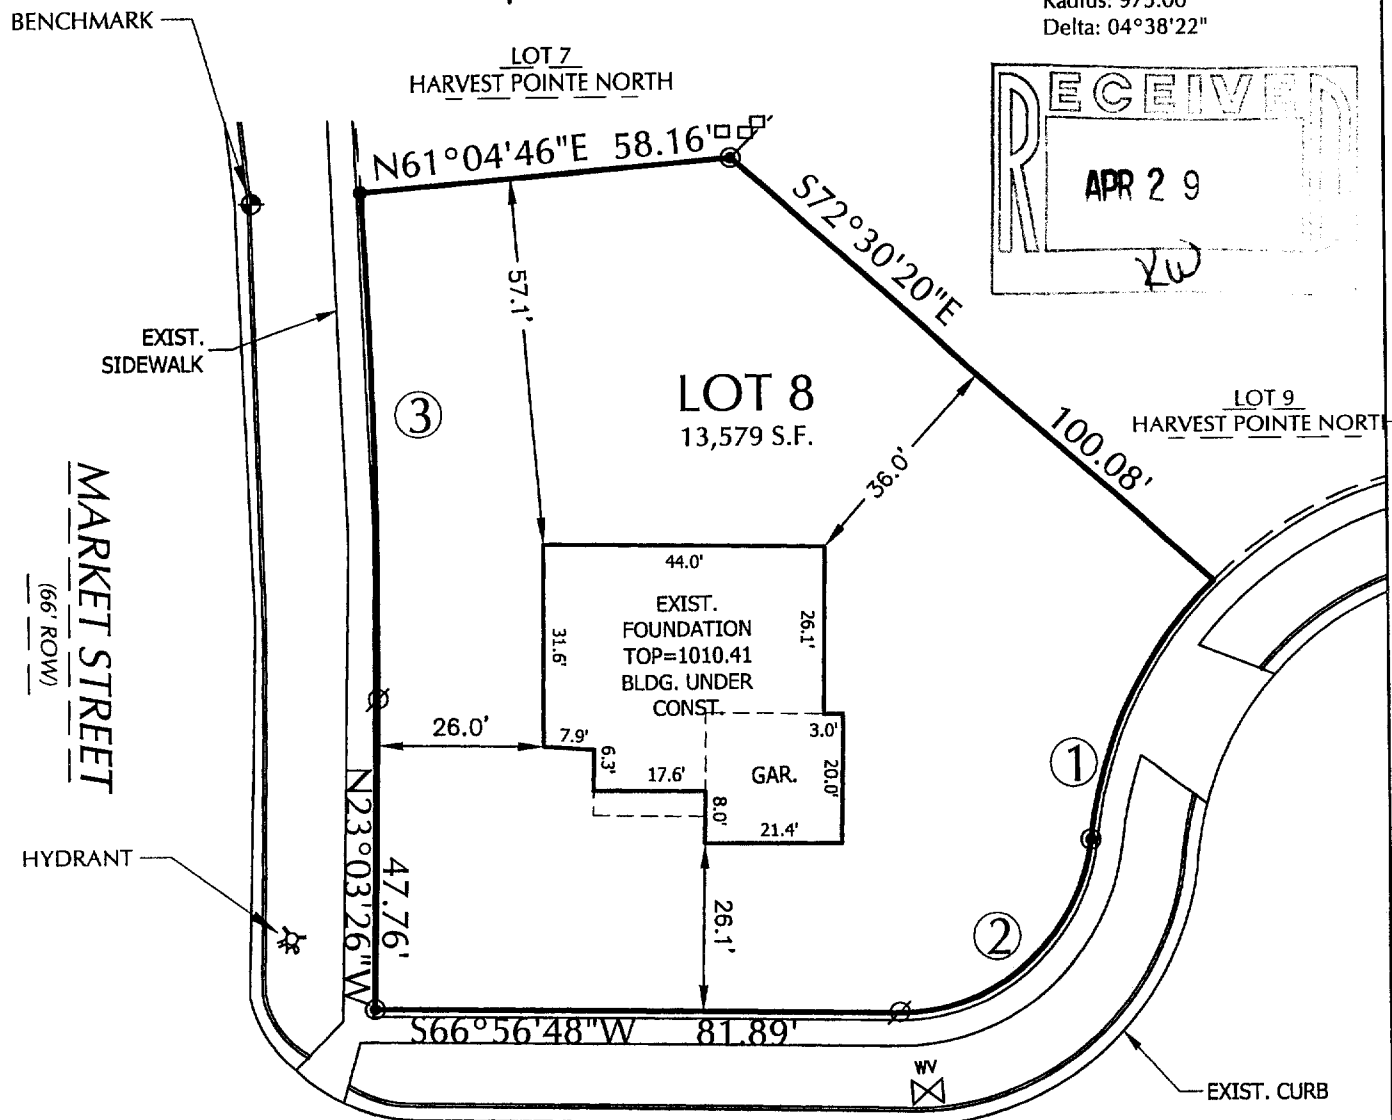 Radius: 975.00
Delta: 04°38'22"
BENCHMARK
LOT 7
HARVEST POINTE NORTH
RECEIVED
APR 29
N61°04'46"E 58.16'
S72°30'20"E
100.08'
57.1'
EXIST.
SIDEWALK
3
LOT 8
13,579 S.F.
36.0'
LOT 9
HARVEST POINTE NORTH
MARKET STREET
(66' ROW)
44.0'
EXIST.
FOUNDATION
TOP=1010.41
BLDG. UNDER
CONST.
31.6'
26.1'
26.0'
7.9'
6.3'
17.6'
3.0'
GAR.
20.0'
8.0'
21.4'
1
HYDRANT
N23°03'26"W
47.76'
26.1'
2
S66°56'48"W 81.89'
WV
EXIST. CURB